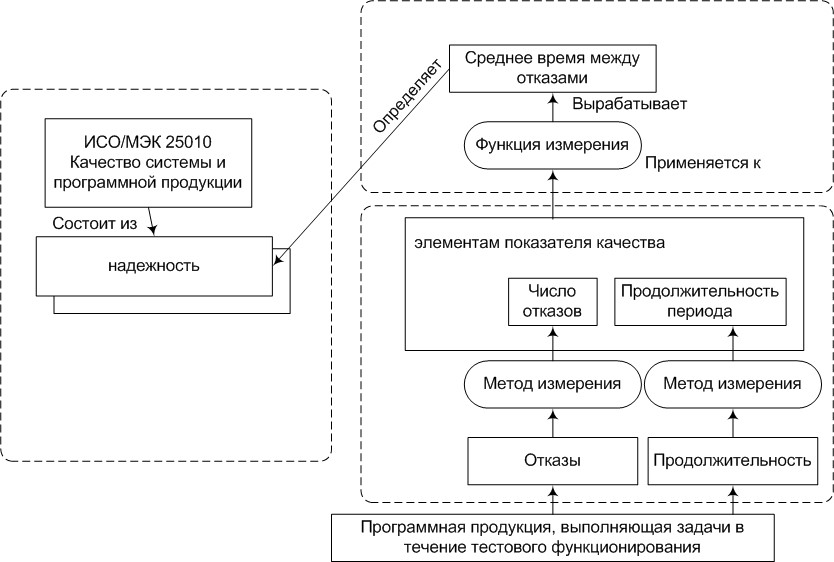 Среднее время между
отказами
Определяет
Вырабатывает
ИСО/МЭК 25010
Качество системы и
программной продукции
Функция измерения
Применяется к
Состоит из
надежность
элементам показателя качества
Число
отказов
Продолжительность
периода
Метод измерения
Метод измерения
Отказы
Продолжительность
Программная продукция, выполняющая задачи в
течение тестового функционирования